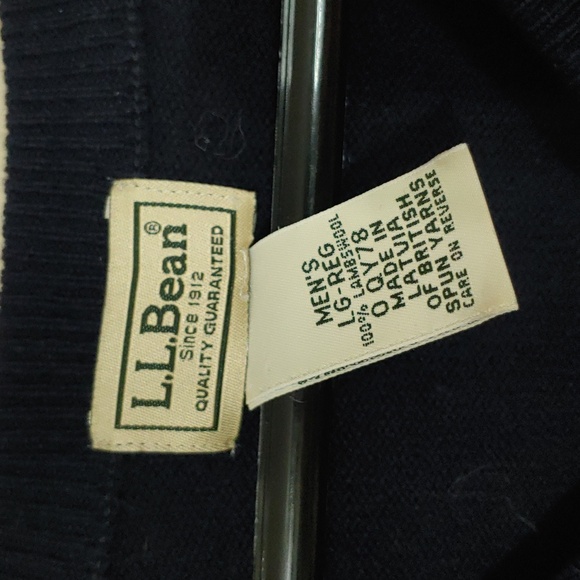 L.L.Bean®
Since 1912
QUALITY GUARANTEED
MEN'S
LG-REG
100% LAMBSWOOL
0 QY78
MADE IN
MATVIA
LATVIA
OF BRITISH
SPUN YARNS
CARE ON REVERSE